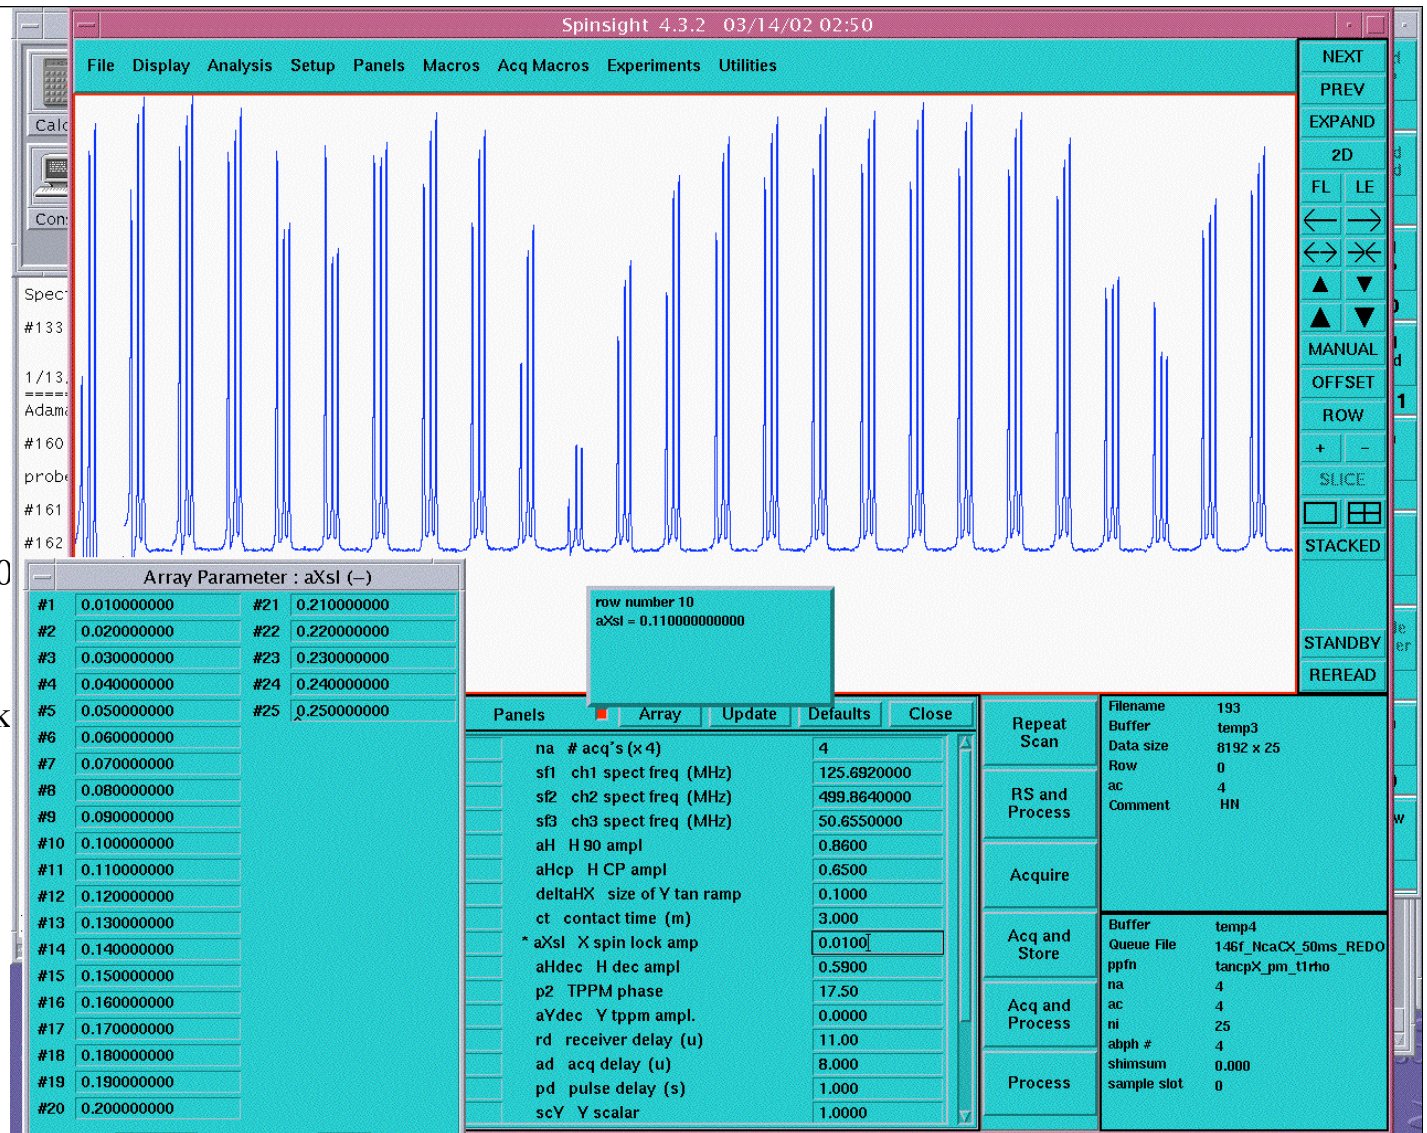 Spinsight 4.3.2 03/14/02 02:50
File Display Analysis Setup Panels Macros Acq Macros Experiments Utilities
NEXT
PREV
EXPAND
2D
FL LE
MANUAL
OFFSET
ROW
+ -
SLICE
STACKED
STANDBY
REREAD
Calc
Cons
Spect
#133
1/13,
=====
Adama
#160
probe
#161
#162
0
k
Array Parameter : aXsl (-)
#1 0.010000000 #21 0.210000000
#2 0.020000000 #22 0.220000000
#3 0.030000000 #23 0.230000000
#4 0.040000000 #24 0.240000000
#5 0.050000000 #25 0.250000000
#6 0.060000000
#7 0.070000000
#8 0.080000000
#9 0.090000000
#10 0.100000000
#11 0.110000000
#12 0.120000000
#13 0.130000000
#14 0.140000000
#15 0.150000000
#16 0.160000000
#17 0.170000000
#18 0.180000000
#19 0.190000000
#20 0.200000000
row number 10
aXsl = 0.110000000000
Panels Array Update Defaults Close
na # acq's (x 4) 4
sf1 ch1 spect freq (MHz) 125.6920000
sf2 ch2 spect freq (MHz) 499.8640000
sf3 ch3 spect freq (MHz) 50.6550000
aH H 90 ampl 0.8600
aHcp H CP ampl 0.6500
deltaHX size of Y tan ramp 0.1000
ct contact time (m) 3.000
* aXsl X spin lock amp 0.0100
aHdec H dec ampl 0.5900
p2 TPPM phase 17.50
aYdec Y tppm ampl. 0.0000
rd receiver delay (u) 11.00
ad acq delay (u) 8.000
pd pulse delay (s) 1.000
scY Y scalar 1.0000
Repeat
Scan
RS and
Process
Acquire
Acq and
Store
Acq and
Process
Process
Filename 193
Buffer temp3
Data size 8192 x 25
Row 0
ac 4
Comment HN
Buffer temp4
Queue File 146f_NcaCX_50ms_REDO
ppfn tancpX_pm_t1rho
na 4
ac 4
ni 25
abph # 4
shimsum 0.000
sample slot 0